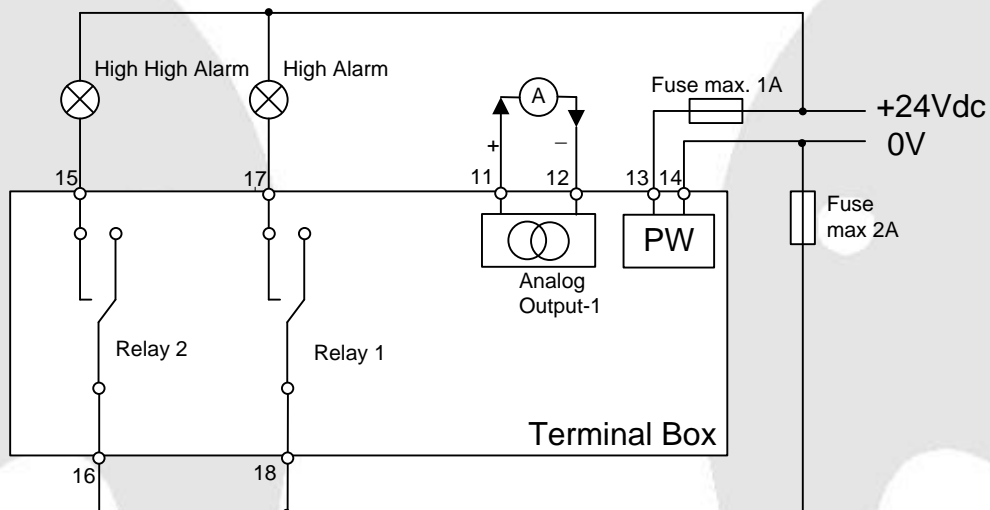 High High Alarm
High Alarm
A
Fuse max. 1A
+24Vdc
0V
+
–
15
17
11
12
13
14
PW
Fuse
max 2A
Analog
Output-1
Relay 2
Relay 1
Terminal Box
16
18